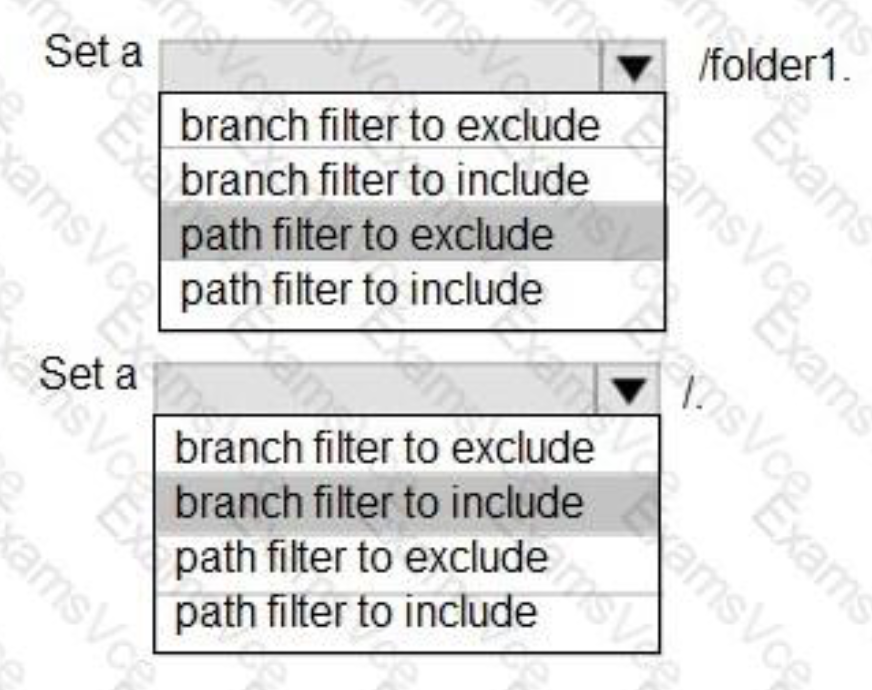 Set a ▼ /folder1.
branch filter to exclude
branch filter to include
path filter to exclude
path filter to include
Set a ▼ /.
branch filter to exclude
branch filter to include
path filter to exclude
path filter to include